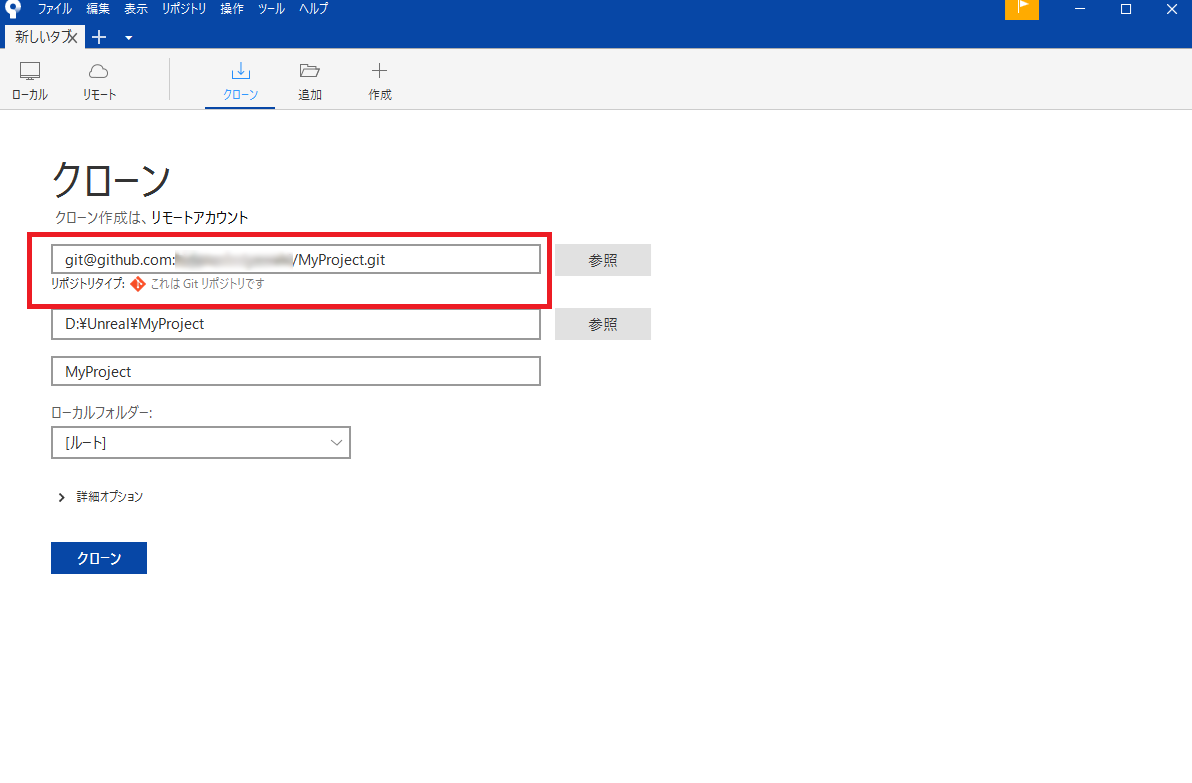 ファイル 編集 表示 リポジトリ 操作 ツール ヘルプ
新しいタブ
ローカル リモート クローン 追加 作成
クローン
クローン作成は、リモートアカウント
git@github.com: /MyProject.git 参照
リポジトリタイプ: これは Git リポジトリです
D:¥Unreal¥MyProject 参照
MyProject
ローカルフォルダー:
[ルート]
詳細オプション
クローン